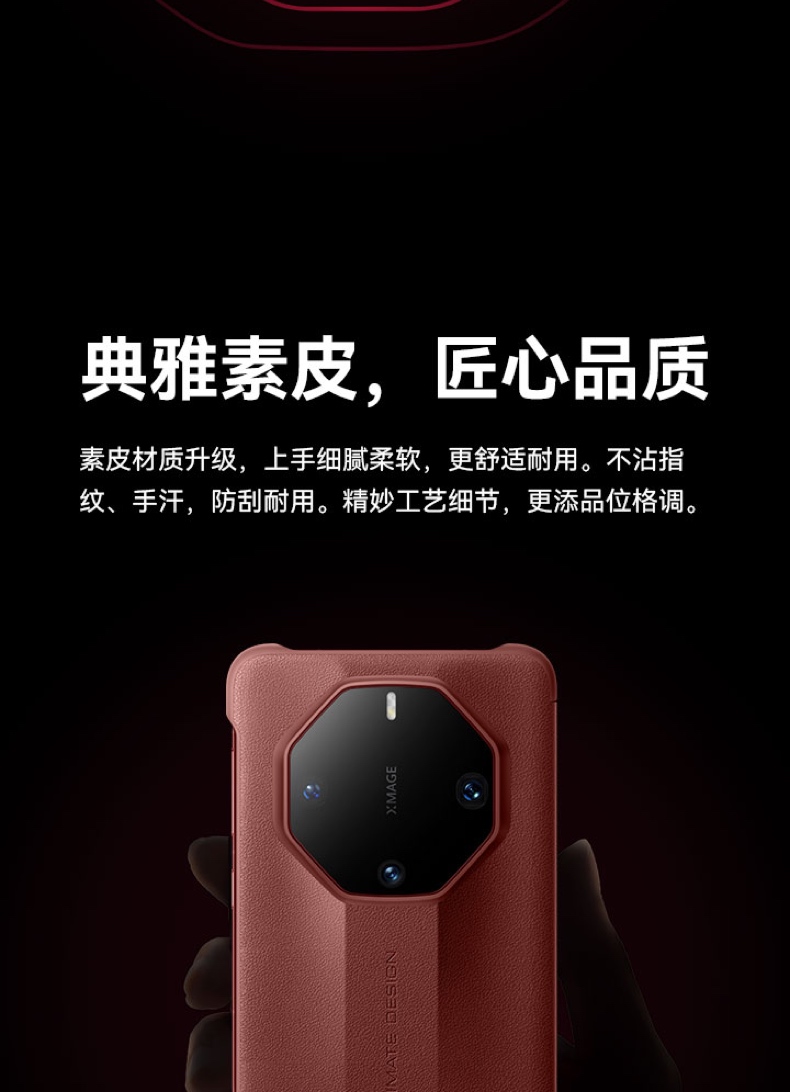 典雅素皮，匠心品质
素皮材质升级，上手细腻柔软，更舒适耐用。不沾指
纹、手汗，防刮耐用。精妙工艺细节，更添品位格调。
XMAGE
IMATE DESIGN